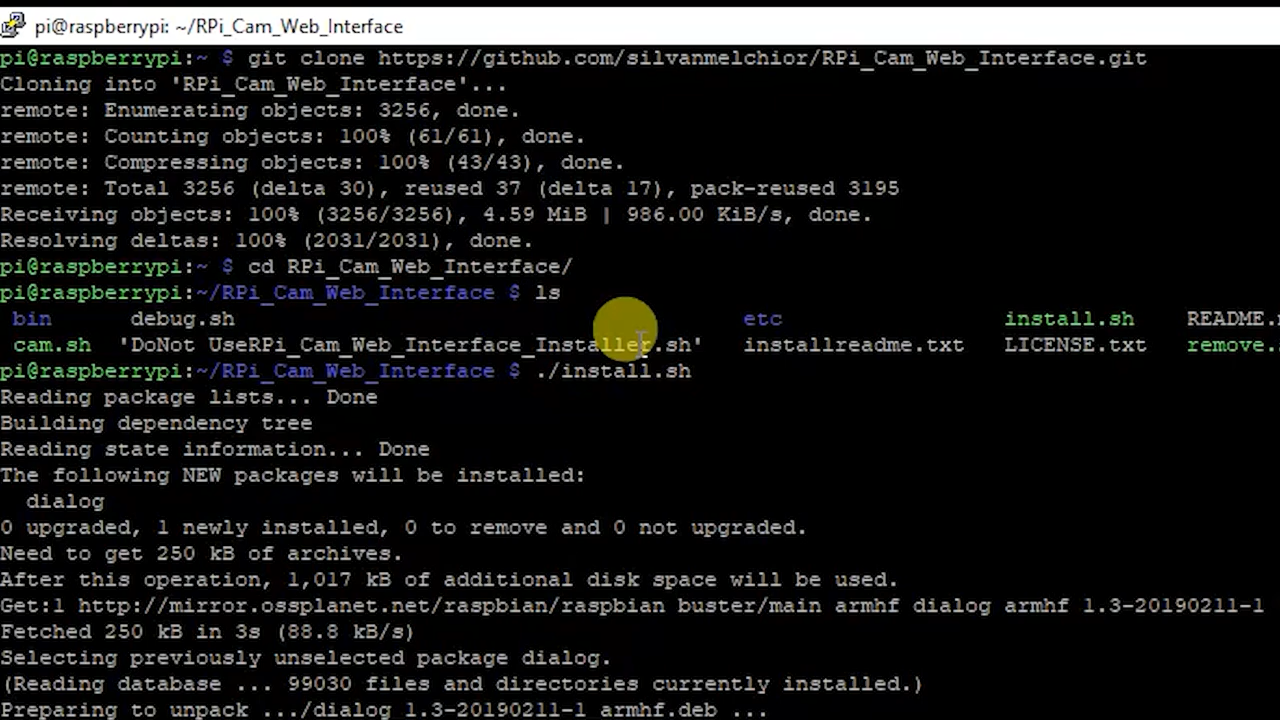 pi@raspberrypi: ~/RPi_Cam_Web_Interface
pi@raspberrypi:~ $ git clone https://github.com/silvanmelchior/RPi_Cam_Web_Interface.git
Cloning into 'RPi_Cam_Web_Interface'...
remote: Enumerating objects: 3256, done.
remote: Counting objects: 100% (61/61), done.
remote: Compressing objects: 100% (43/43), done.
remote: Total 3256 (delta 30), reused 37 (delta 17), pack-reused 3195
Receiving objects: 100% (3256/3256), 4.59 MiB | 986.00 KiB/s, done.
Resolving deltas: 100% (2031/2031), done.
pi@raspberrypi:~ $ cd RPi_Cam_Web_Interface/
pi@raspberrypi:~/RPi_Cam_Web_Interface $ ls
bin debug.sh etc install.sh README.
cam.sh 'DoNot UseRPi_Cam_Web_Interface_Installer.sh' installreadme.txt LICENSE.txt remove.
pi@raspberrypi:~/RPi_Cam_Web_Interface $ ./install.sh
Reading package lists... Done
Building dependency tree
Reading state information... Done
The following NEW packages will be installed:
dialog
0 upgraded, 1 newly installed, 0 to remove and 0 not upgraded.
Need to get 250 kB of archives.
After this operation, 1,017 kB of additional disk space will be used.
Get:1 http://mirror.ossplanet.net/raspbian/raspbian buster/main armhf dialog armhf 1.3-20190211-1
Fetched 250 kB in 3s (88.8 kB/s)
Selecting previously unselected package dialog.
(Reading database ... 99030 files and directories currently installed.)
Preparing to unpack .../dialog 1.3-20190211-1 armhf.deb ...